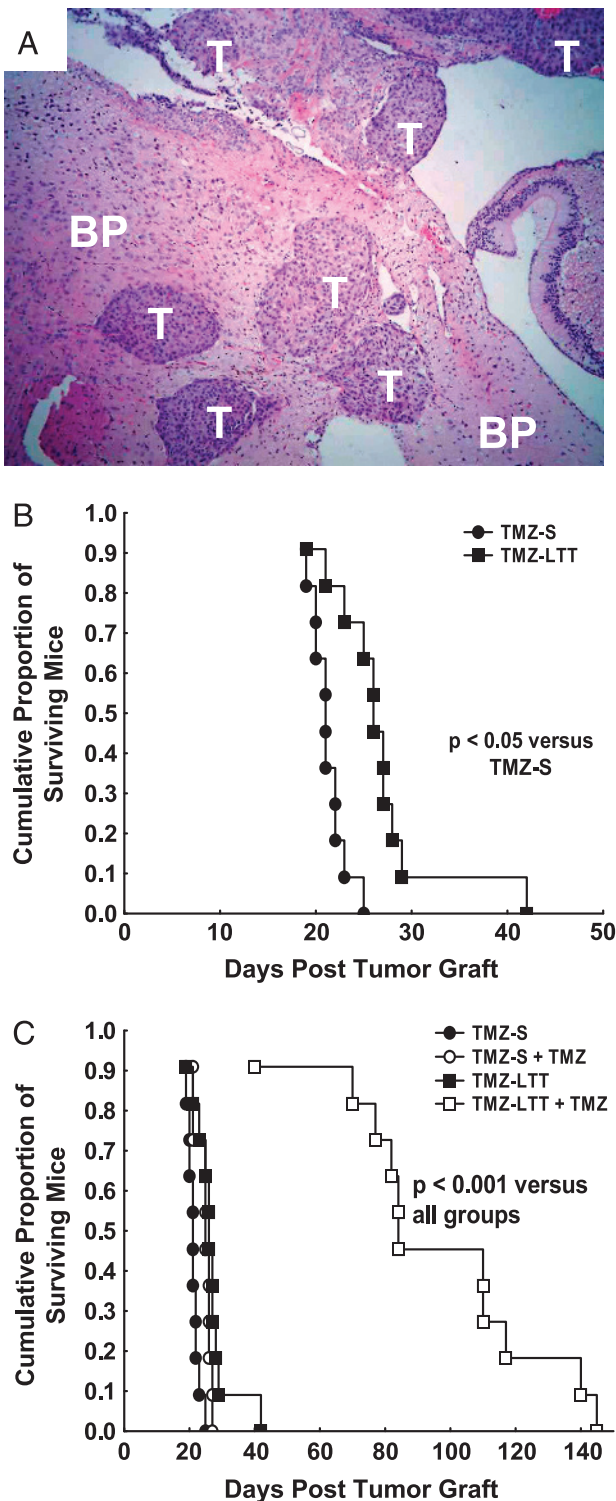 A
T
T
T
BP
T
T
T
T
BP
B
1.0
0.9
0.8
0.7
0.6
0.5
0.4
0.3
0.2
0.1
0.0
Cumulative Proportion of
Surviving Mice
TMZ-S
TMZ-LTT
p < 0.05 versus
TMZ-S
0 10 20 30 40 50
Days Post Tumor Graft
C
1.0
0.9
0.8
0.7
0.6
0.5
0.4
0.3
0.2
0.1
0.0
Cumulative Proportion of
Surviving Mice
TMZ-S
TMZ-S + TMZ
TMZ-LTT
TMZ-LTT + TMZ
p < 0.001 versus
all groups
0 20 40 60 80 100 120 140
Days Post Tumor Graft